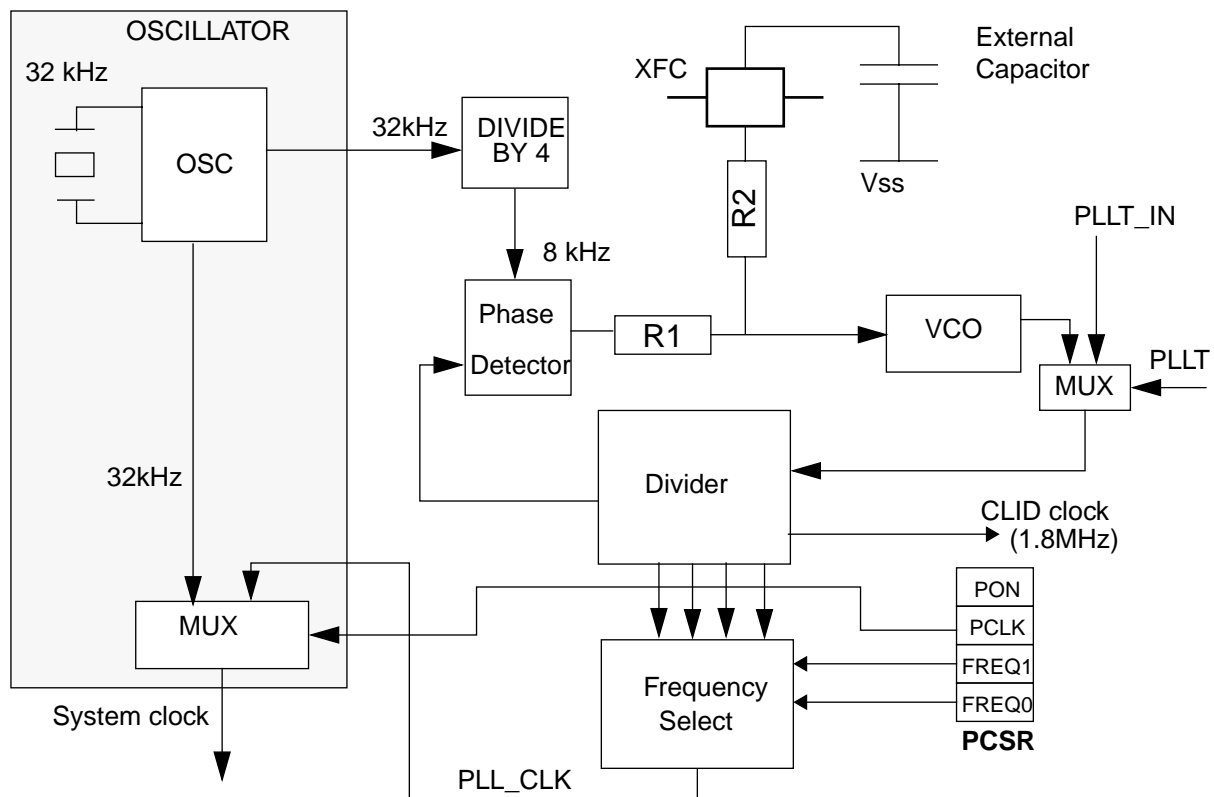 OSCILLATOR
32 kHz
OSC
32kHz
DIVIDE
BY 4
XFC
External
Capacitor
Vss
R2
8 kHz
Phase
Detector
R1
VCO
PLLT_IN
PLLT
MUX
32kHz
Divider
CLID clock
(1.8MHz)
MUX
PON
PCLK
FREQ1
FREQ0
PCSR
Frequency
Select
System clock
PLL_CLK